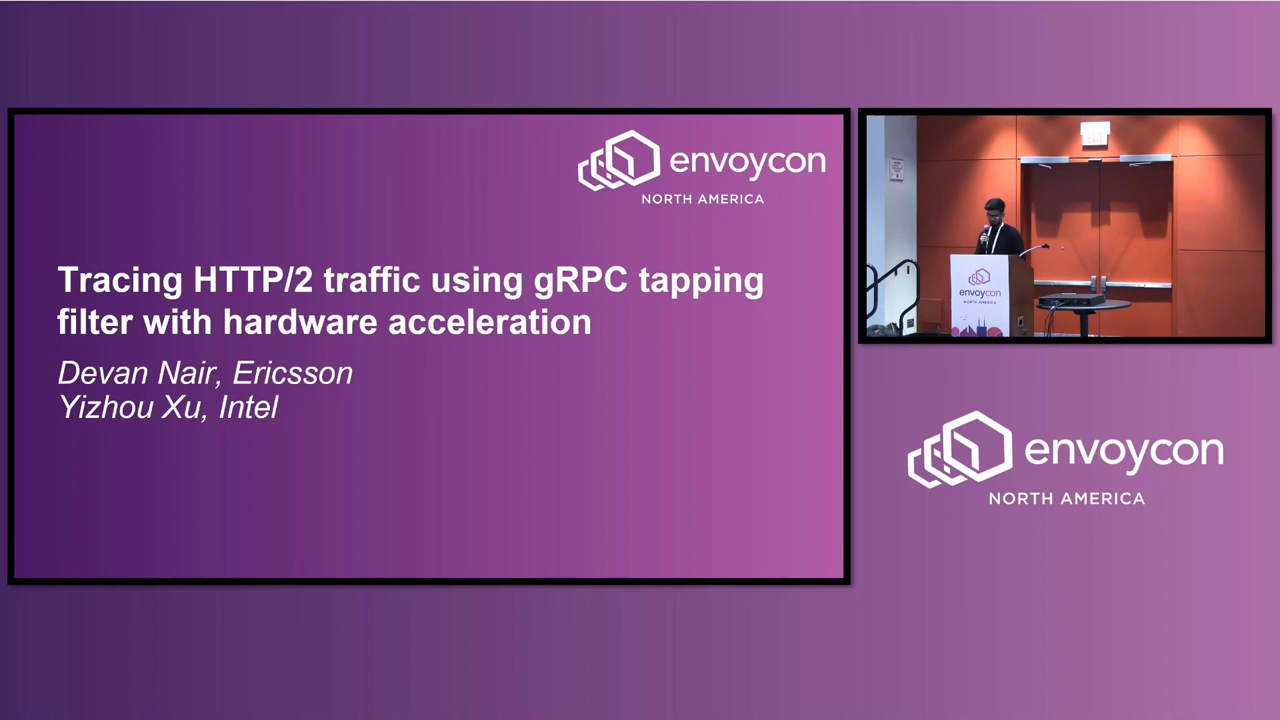 envoycon
NORTH AMERICA
Tracing HTTP/2 traffic using gRPC tapping
filter with hardware acceleration
Devan Nair, Ericsson
Yizhou Xu, Intel
EXIT
envoycon
NORTH AMERICA
envoycon
NORTH AMERICA